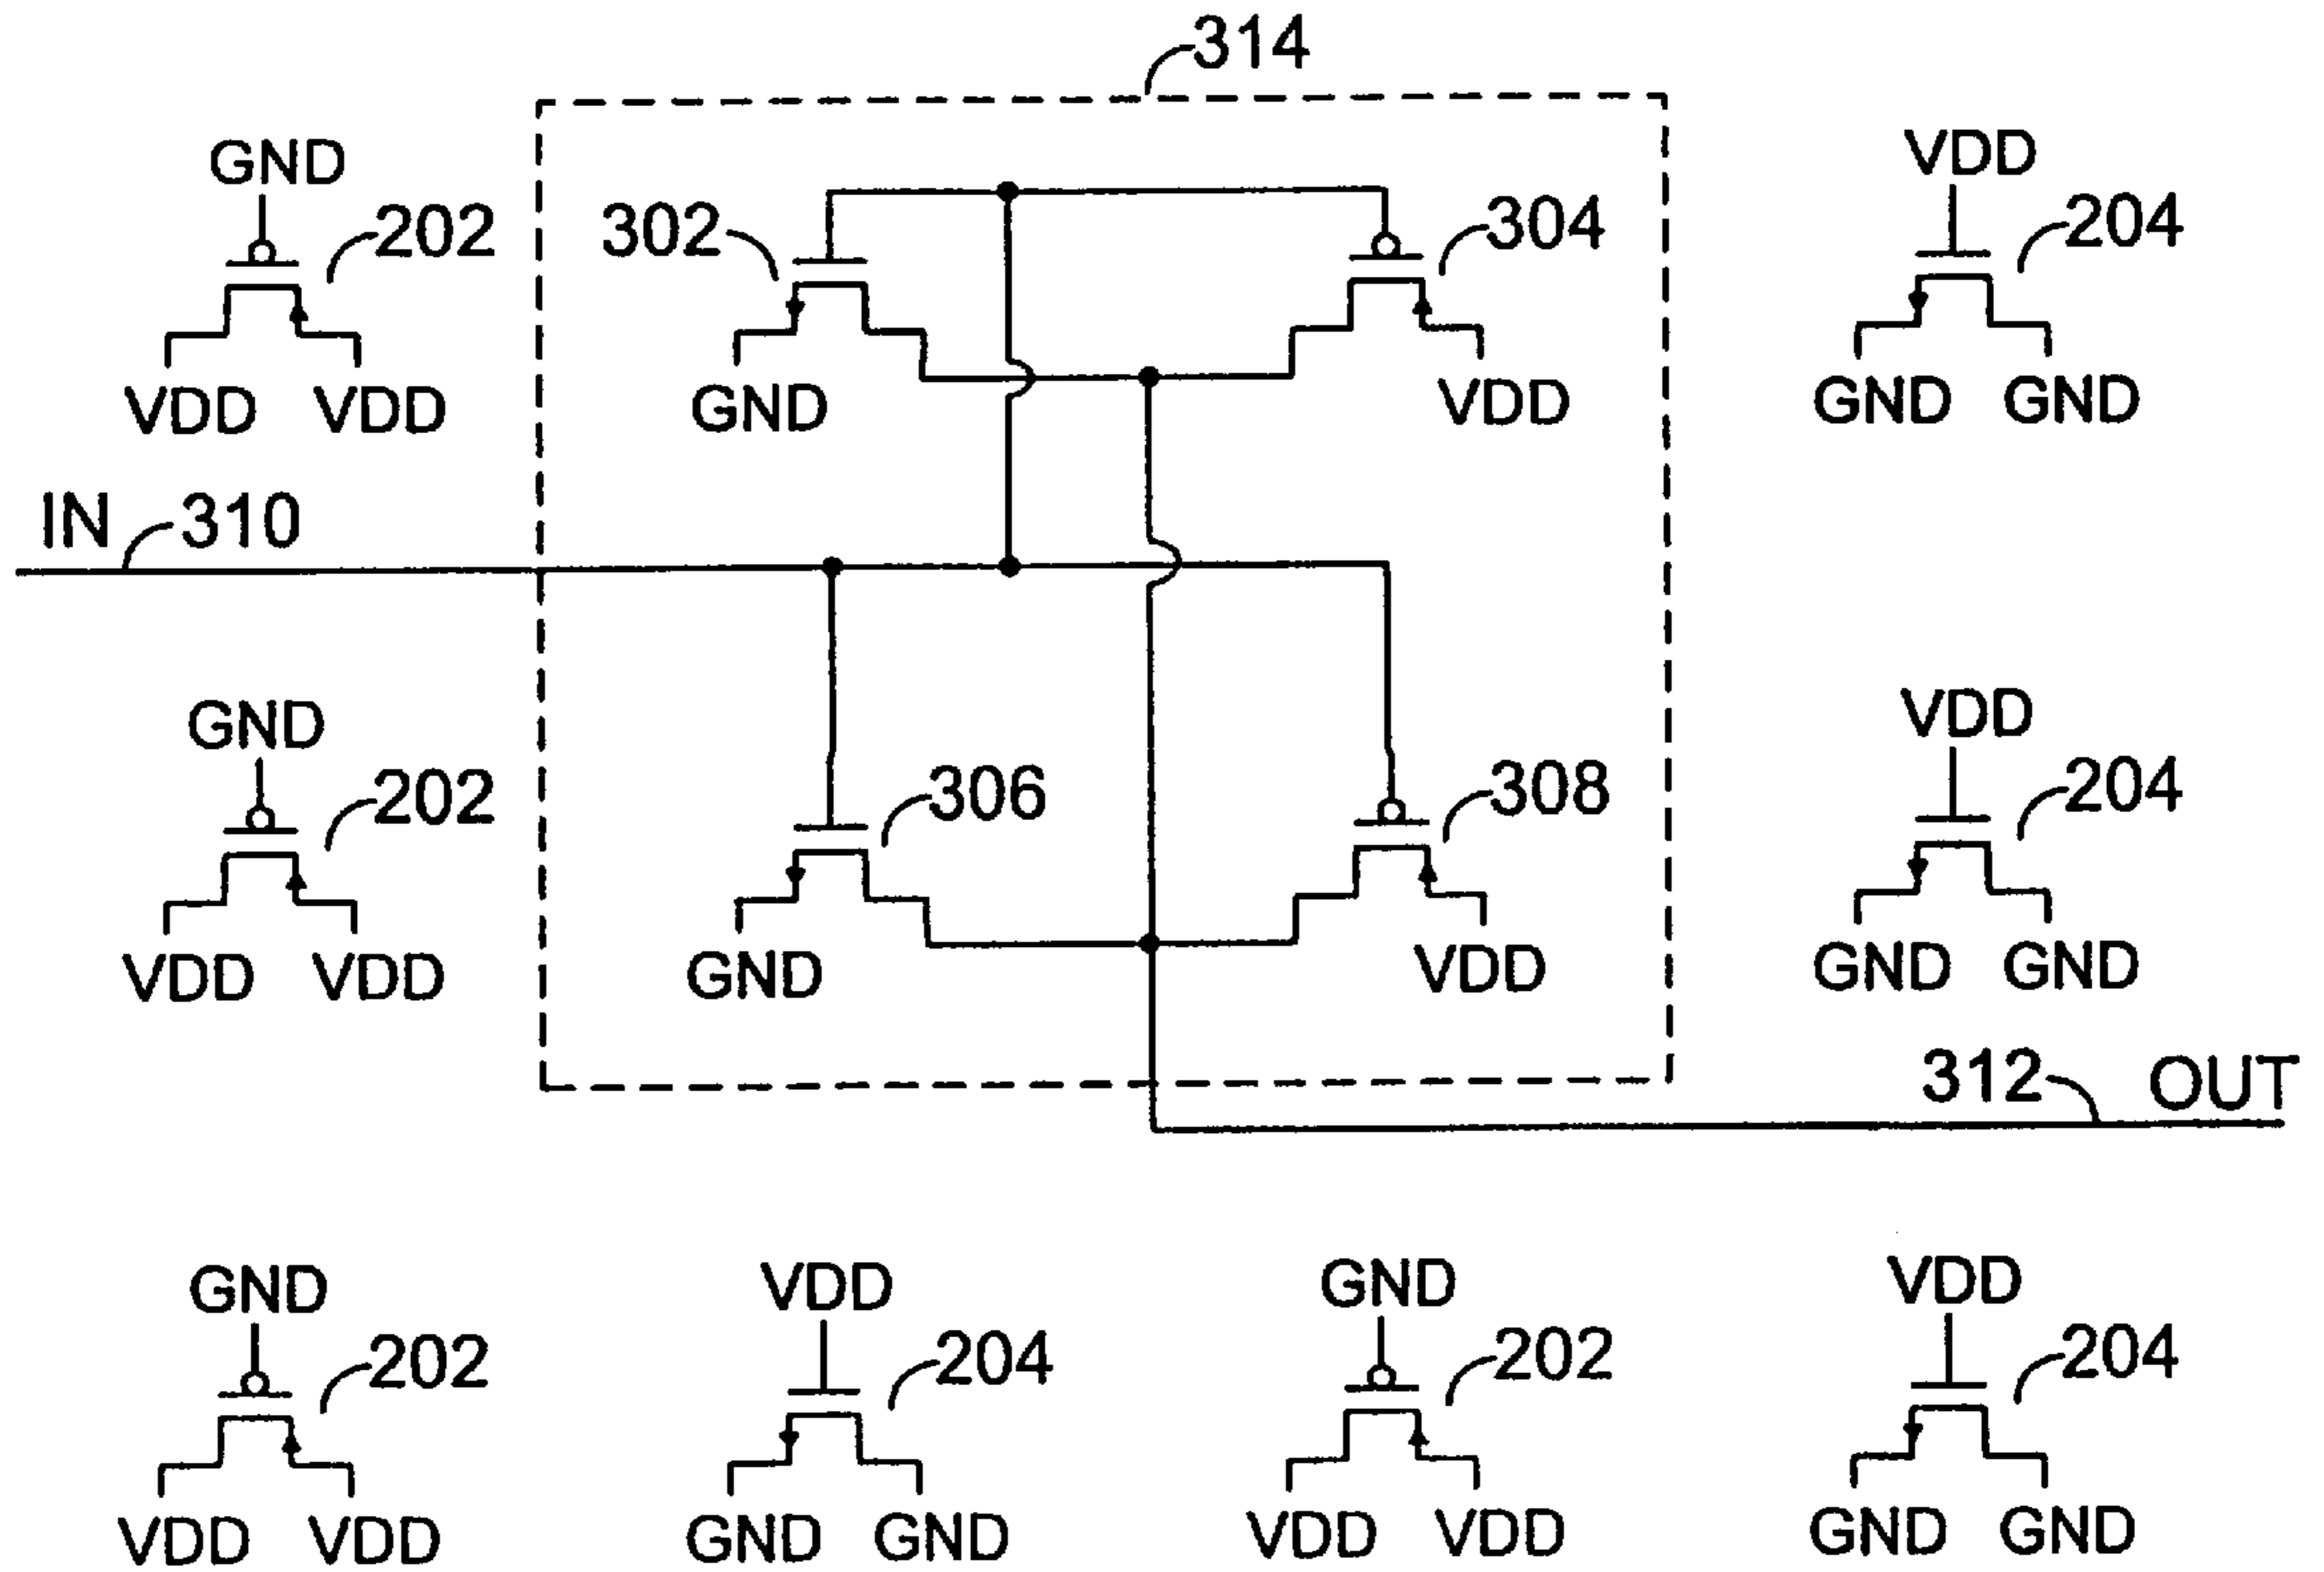 314
GND
VDD
202
302
304
204
VDD VDD
GND
VDD
GND GND
IN
310
GND
VDD
202
306
308
204
VDD VDD
GND
VDD
GND GND
312
OUT
GND
VDD
GND
VDD
202
204
202
204
VDD VDD
GND GND
VDD VDD
GND GND